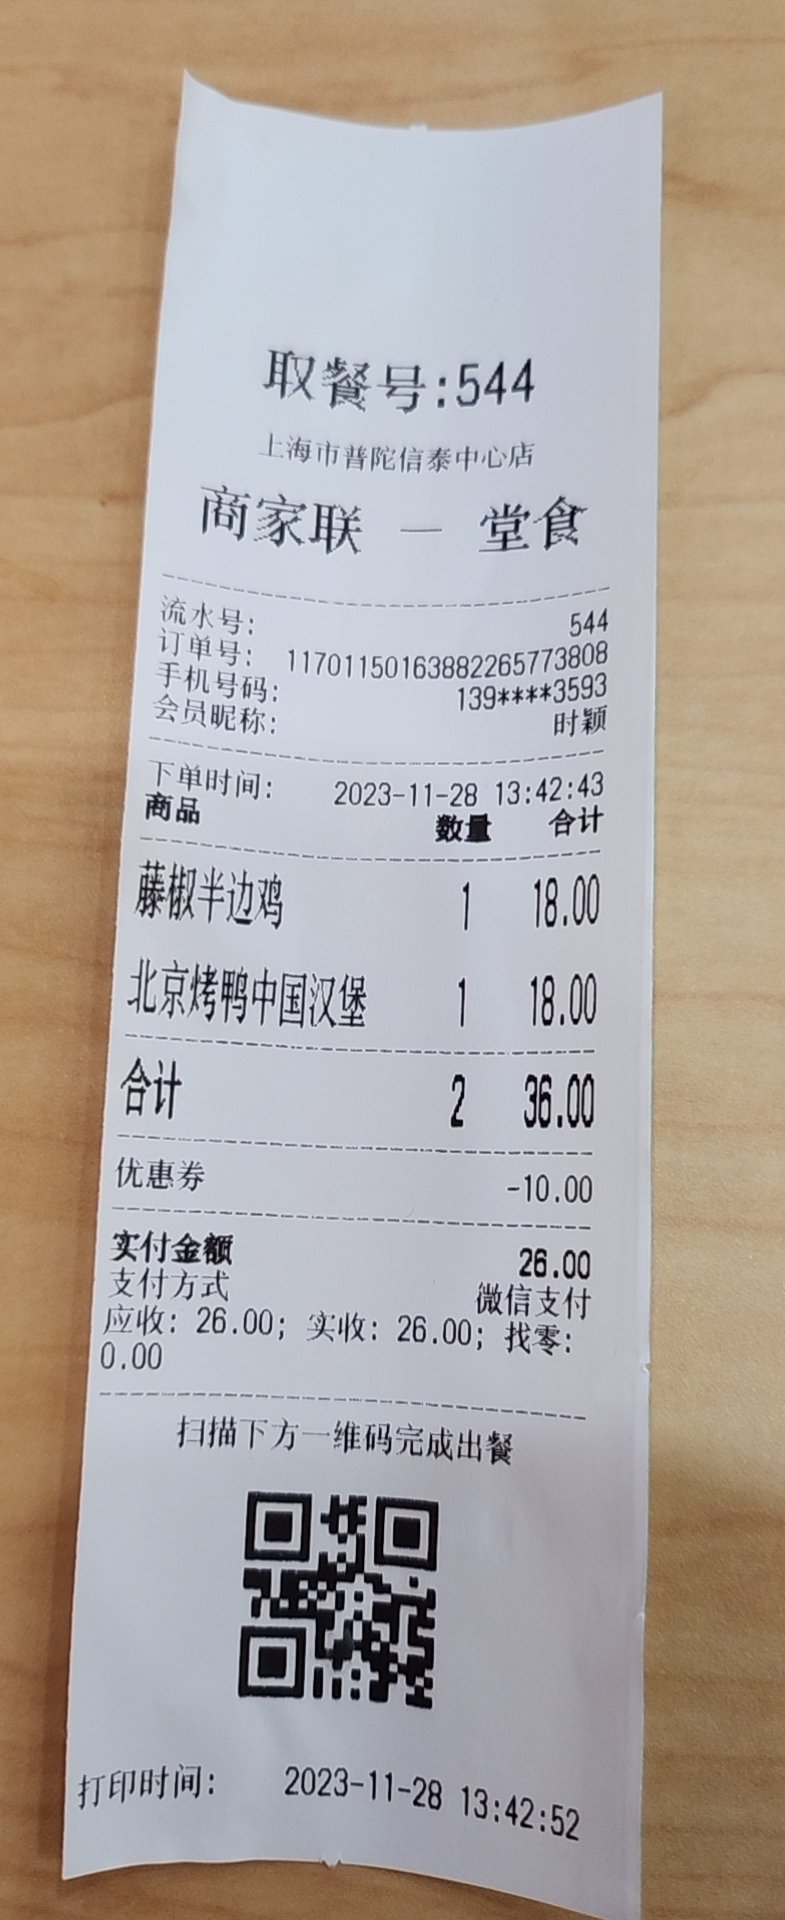 取餐号:544
上海市普陀信泰中心店
商家联 — 堂食
流水号: 544
订单号: 117011501638822657​73808
手机号码: 139****3593
会员昵称: 时颖
下单时间: 2023-11-28 13:42:43
商品 数量 合计
藤椒半边鸡 1 18.00
北京烤鸭中国汉堡 1 18.00
合计 2 36.00
优惠券 -10.00
实付金额 26.00
支付方式 微信支付
应收: 26.00; 实收: 26.00; 找零:
0.00
扫描下方一维码完成出餐
打印时间: 2023-11-28 13:42:52